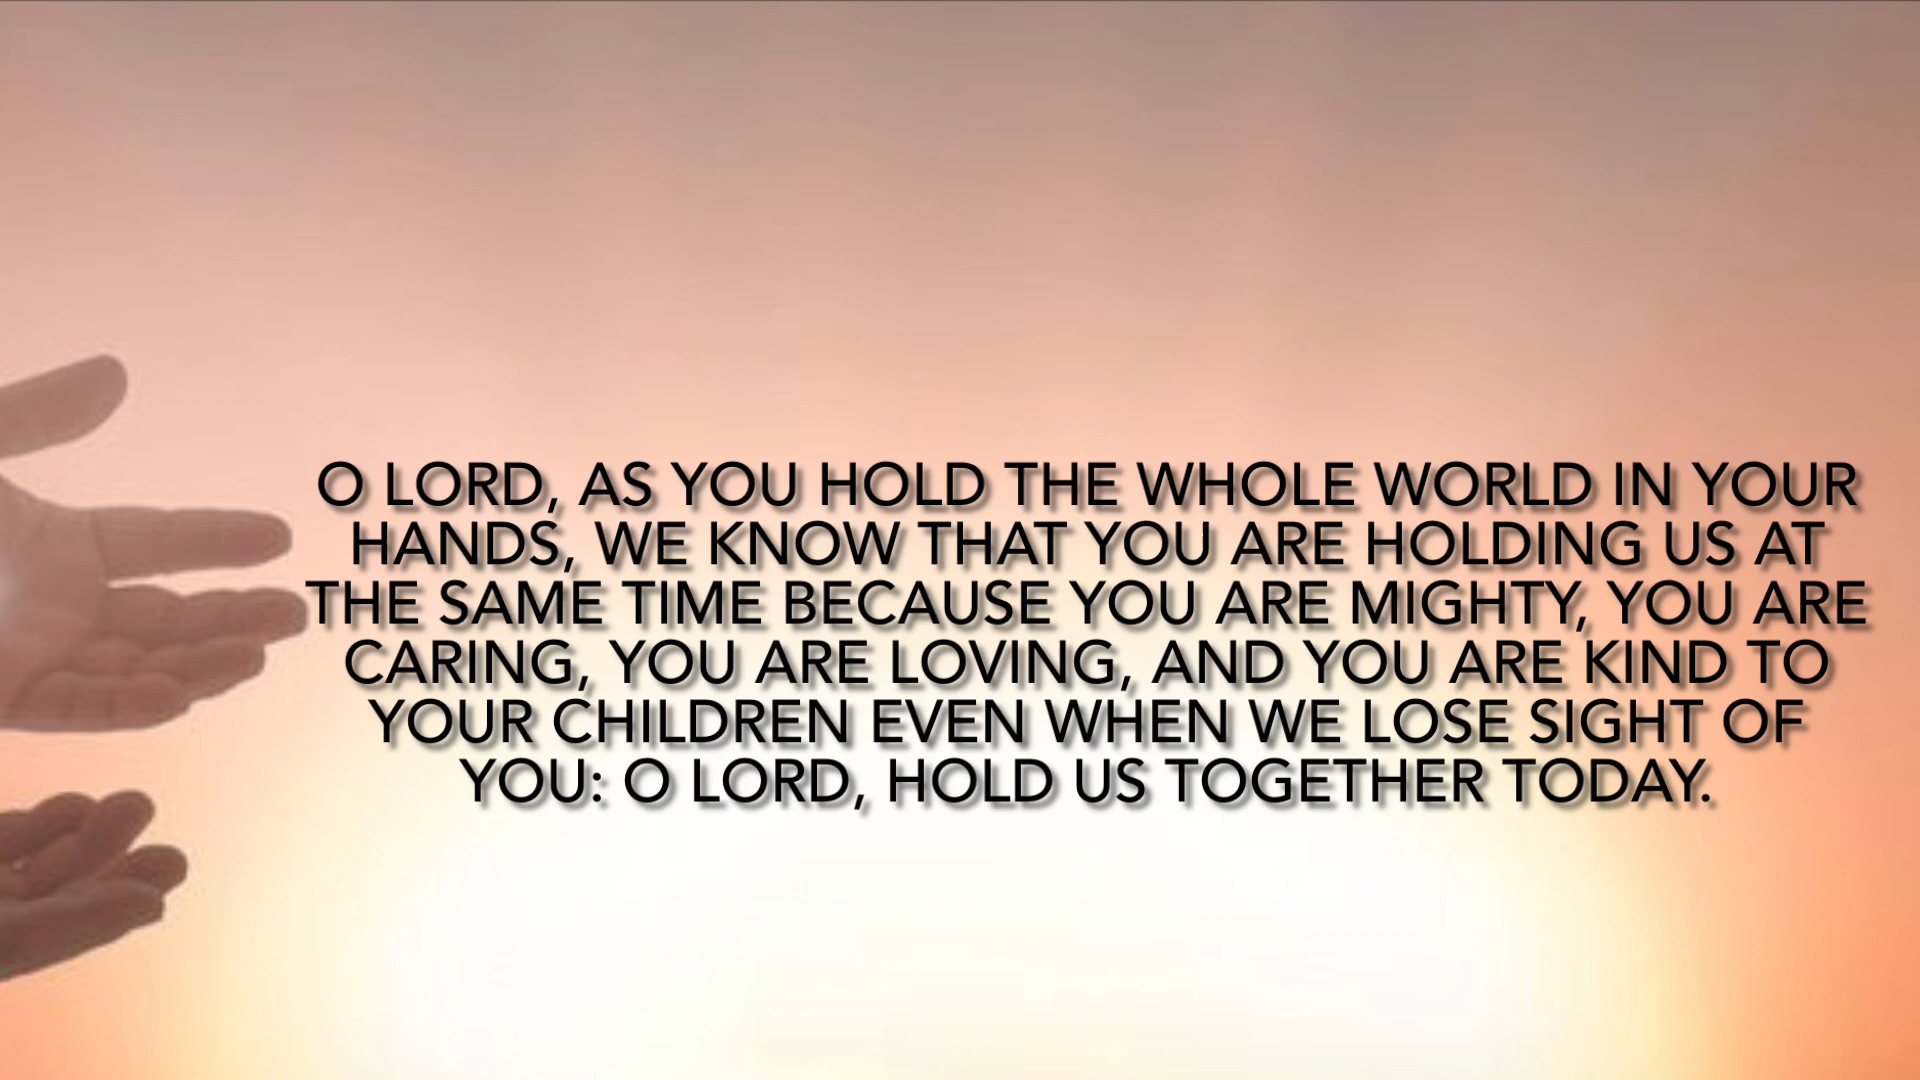 O LORD, AS YOU HOLD THE WHOLE WORLD IN YOUR
HANDS, WE KNOW THAT YOU ARE HOLDING US AT
THE SAME TIME BECAUSE YOU ARE MIGHTY, YOU ARE
CARING, YOU ARE LOVING, AND YOU ARE KIND TO
YOUR CHILDREN EVEN WHEN WE LOSE SIGHT OF
YOU: O LORD, HOLD US TOGETHER TODAY.